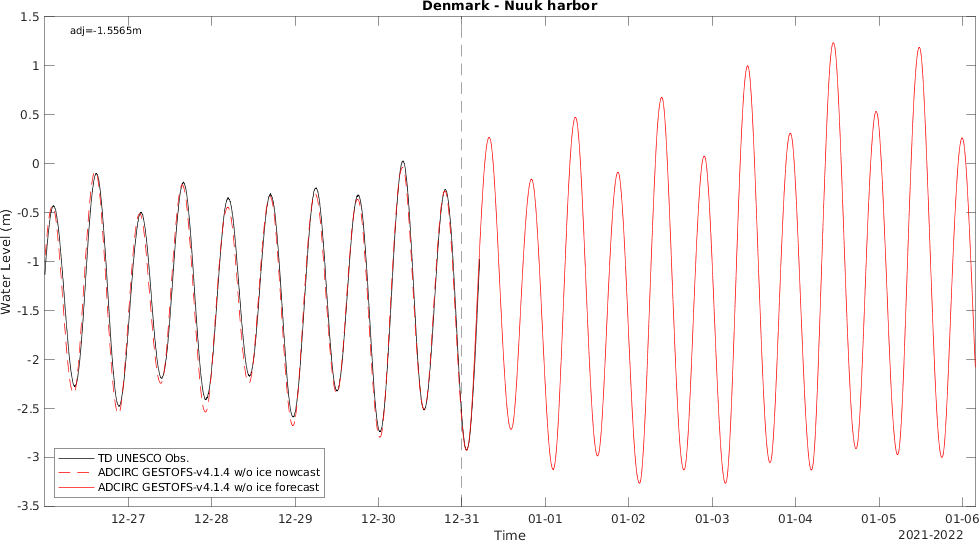 Denmark - Nuuk harbor
adj=-1.5565m
1.5
1
0.5
0
-0.5
-1
-1.5
-2
-2.5
-3
-3.5
Water Level (m)
TD UNESCO Obs.
ADCIRC GESTOFS-v4.1.4 w/o ice nowcast
ADCIRC GESTOFS-v4.1.4 w/o ice forecast
12-27 12-28 12-29 12-30 12-31 01-01 01-02 01-03 01-04 01-05 01-06
Time
2021-2022